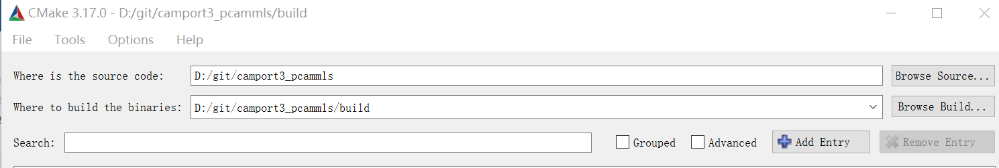 CMake 3.17.0 - D:/git/camport3_pcammls/build
File Tools Options Help
Where is the source code: D:/git/camport3_pcammls Browse Source...
Where to build the binaries: D:/git/camport3_pcammls/build Browse Build...
Search: Grouped Advanced Add Entry Remove Entry